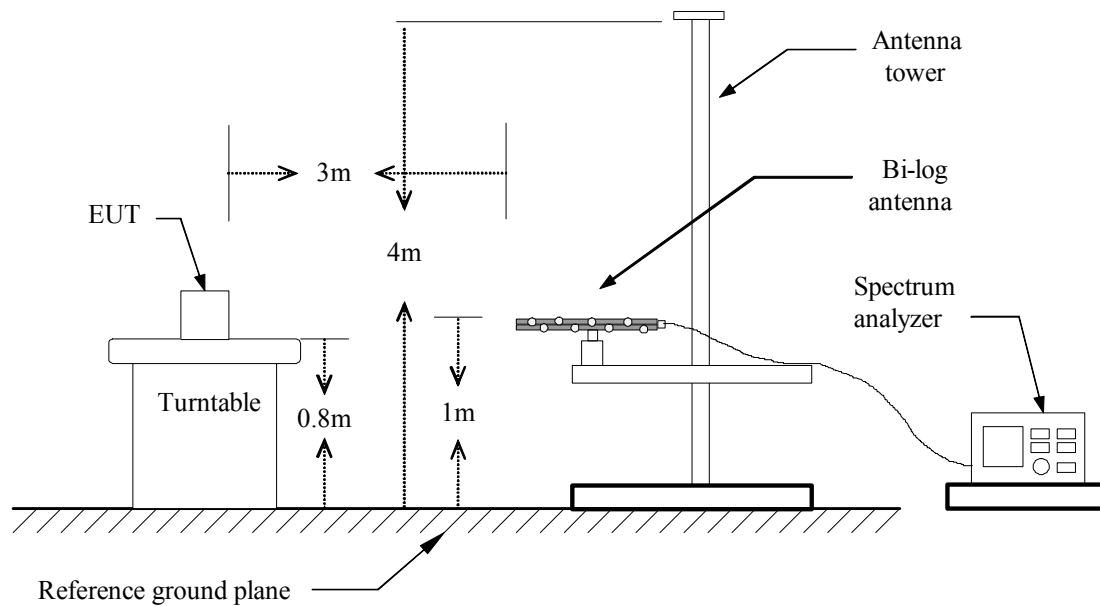 Antenna
tower
3m
Bi-log
antenna
EUT
4m
Spectrum
analyzer
Turntable
0.8m
1m
Reference ground plane